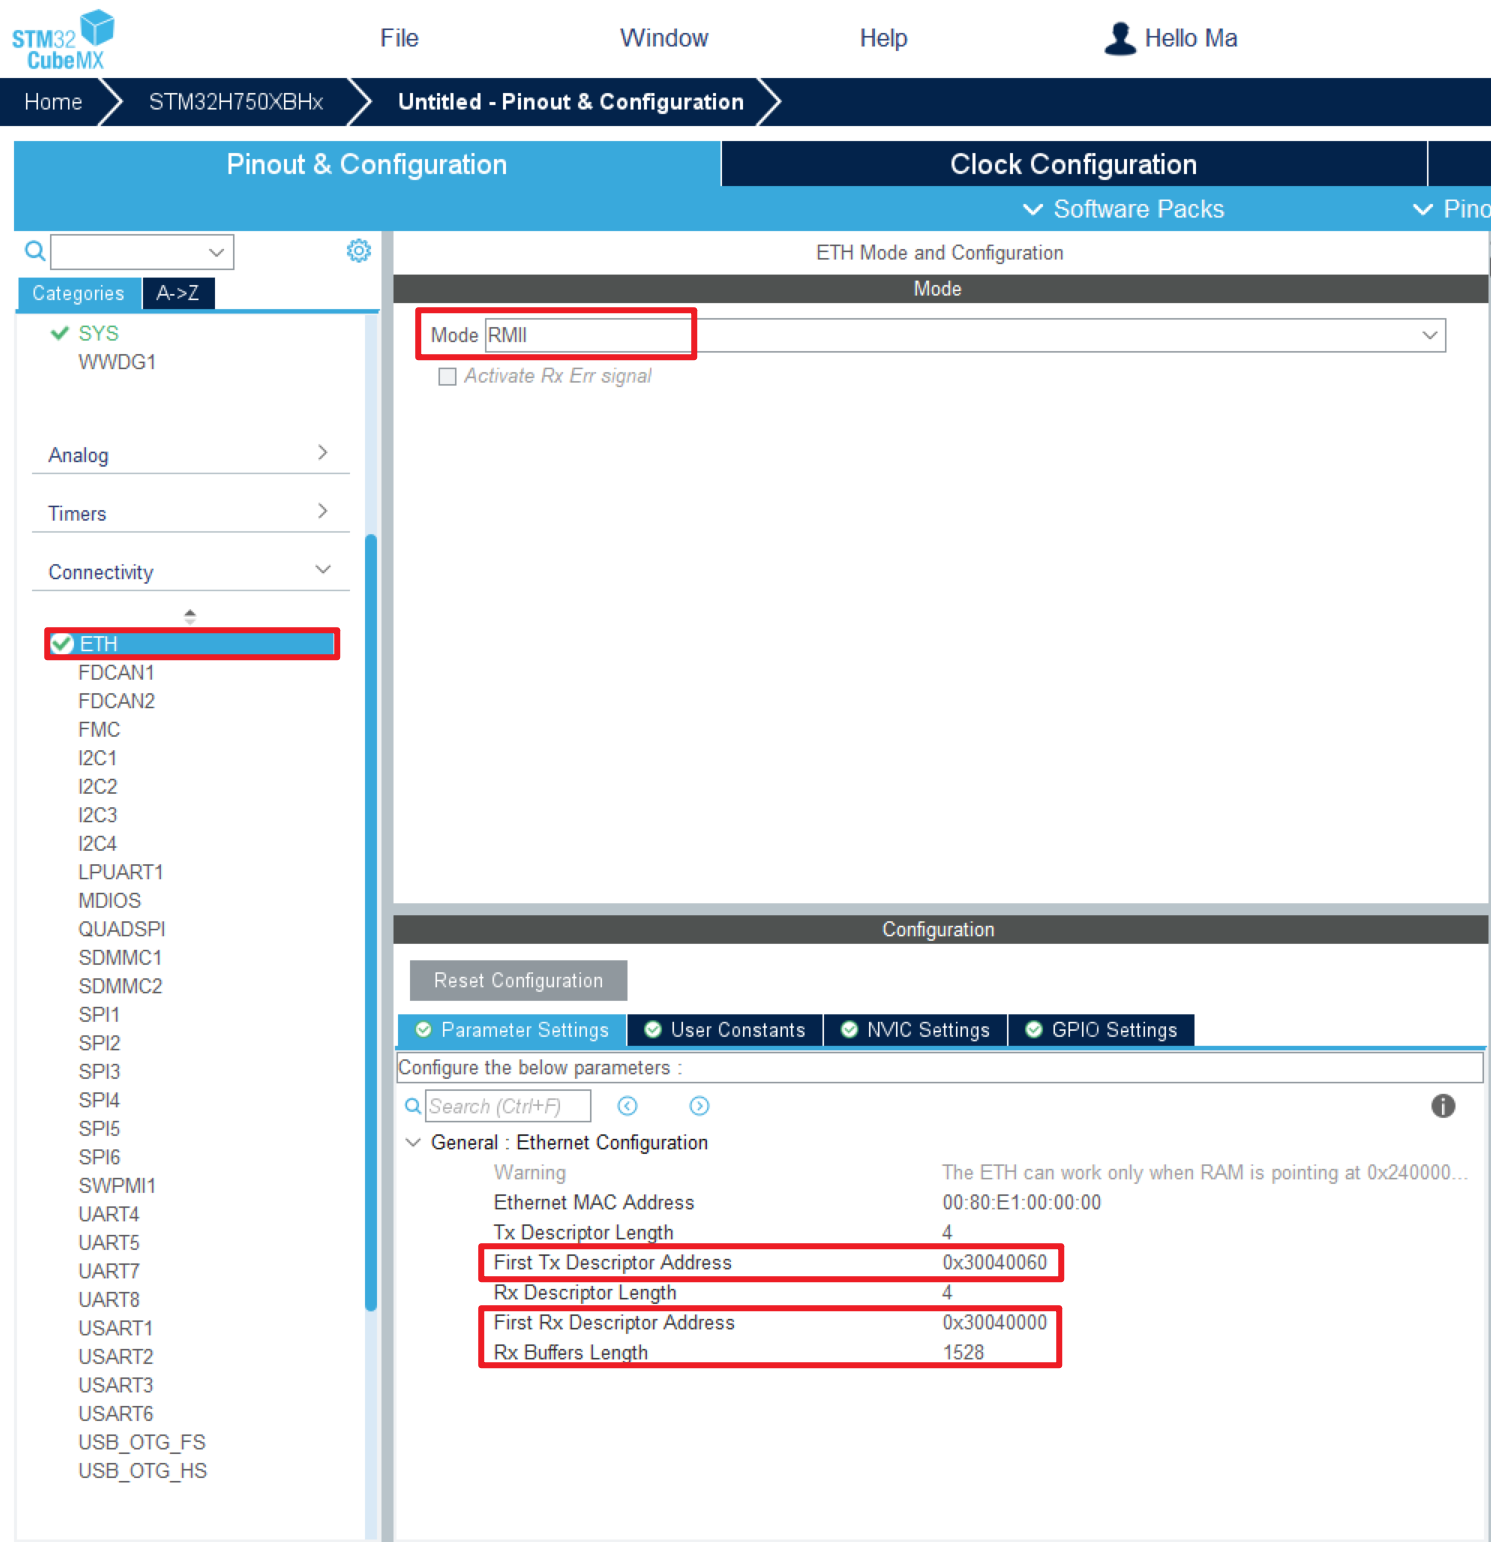 STM32
CubeMX
File
Window
Help
Hello Ma
Home
STM32H750XBHx
Untitled - Pinout & Configuration
Pinout & Configuration
Clock Configuration
Software Packs
Pino
Categories
A->Z
SYS
WWDG1
Analog
Timers
Connectivity
ETH
FDCAN1
FDCAN2
FMC
I2C1
I2C2
I2C3
I2C4
LPUART1
MDIOS
QUADSPI
SDMMC1
SDMMC2
SPI1
SPI2
SPI3
SPI4
SPI5
SPI6
SWPMI1
UART4
UART5
UART7
UART8
USART1
USART2
USART3
USART6
USB_OTG_FS
USB_OTG_HS
ETH Mode and Configuration
Mode
Mode RMII
Activate Rx Err signal
Configuration
Reset Configuration
Parameter Settings
User Constants
NVIC Settings
GPIO Settings
Configure the below parameters :
Search (Ctrl+F)
General : Ethernet Configuration
Warning The ETH can work only when RAM is pointing at 0x240000...
Ethernet MAC Address 00:80:E1:00:00:00
Tx Descriptor Length 4
First Tx Descriptor Address 0x30040060
Rx Descriptor Length 4
First Rx Descriptor Address 0x30040000
Rx Buffers Length 1528